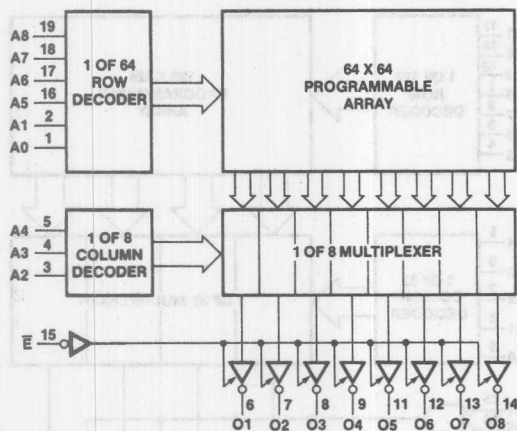 A8 19
A7 18
A6 17
A5 16
A1 2
A0 1
1 OF 64
ROW
DECODER
64 X 64
PROGRAMMABLE
ARRAY
A4 5
A3 4
A2 3
1 OF 8
COLUMN
DECODER
1 OF 8 MULTIPLEXER
E 15
6 7 8 9 11 12 13 14
O1 O2 O3 O4 O5 O6 O7 O8